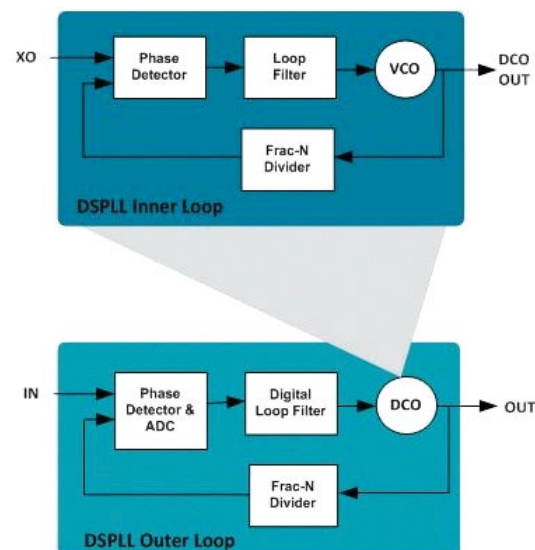 XO
Phase
Detector
Loop
Filter
VCO
DCO
OUT
Frac-N
Divider
DSPLL Inner Loop
IN
Phase
Detector &
ADC
Digital
Loop Filter
DCO
OUT
Frac-N
Divider
DSPLL Outer Loop